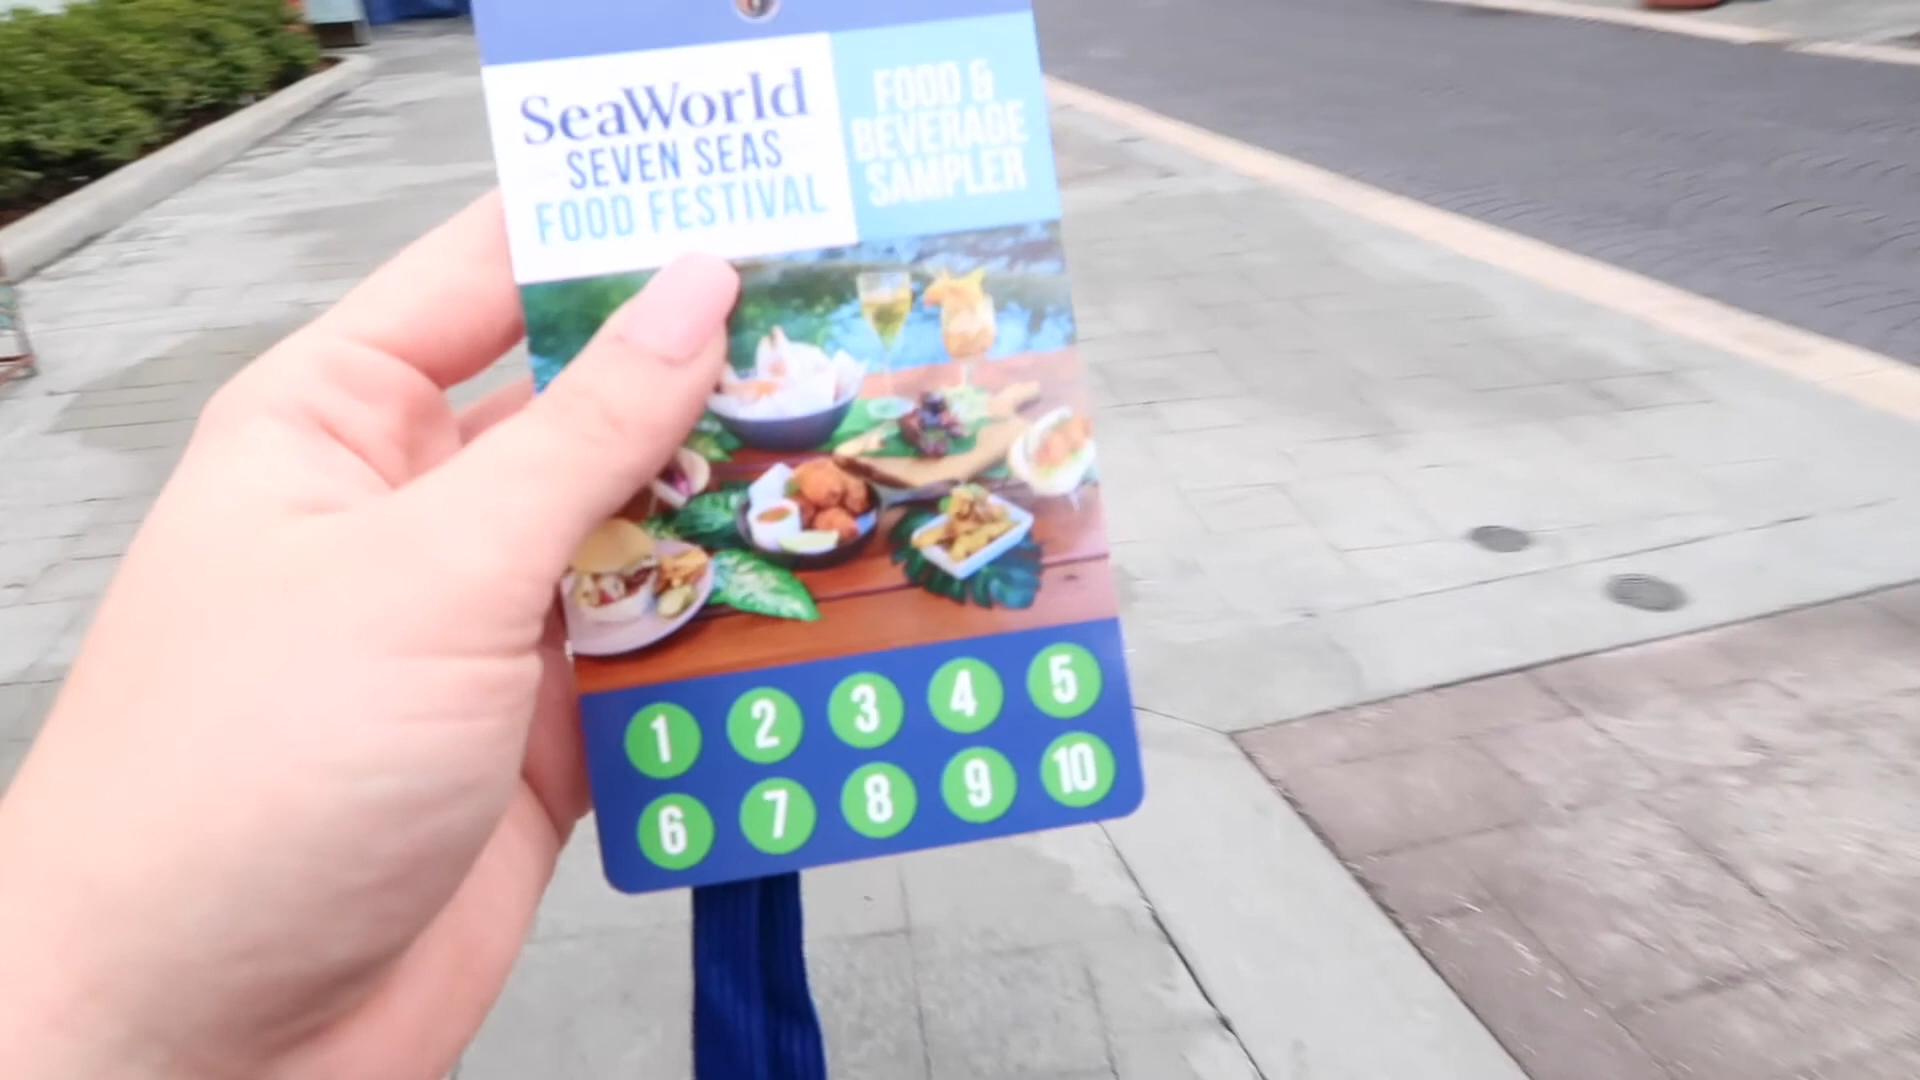 SeaWorld
SEVEN SEAS
FOOD FESTIVAL
FOOD &
BEVERAGE
SAMPLER
1 2 3 4 5
6 7 8 9 10